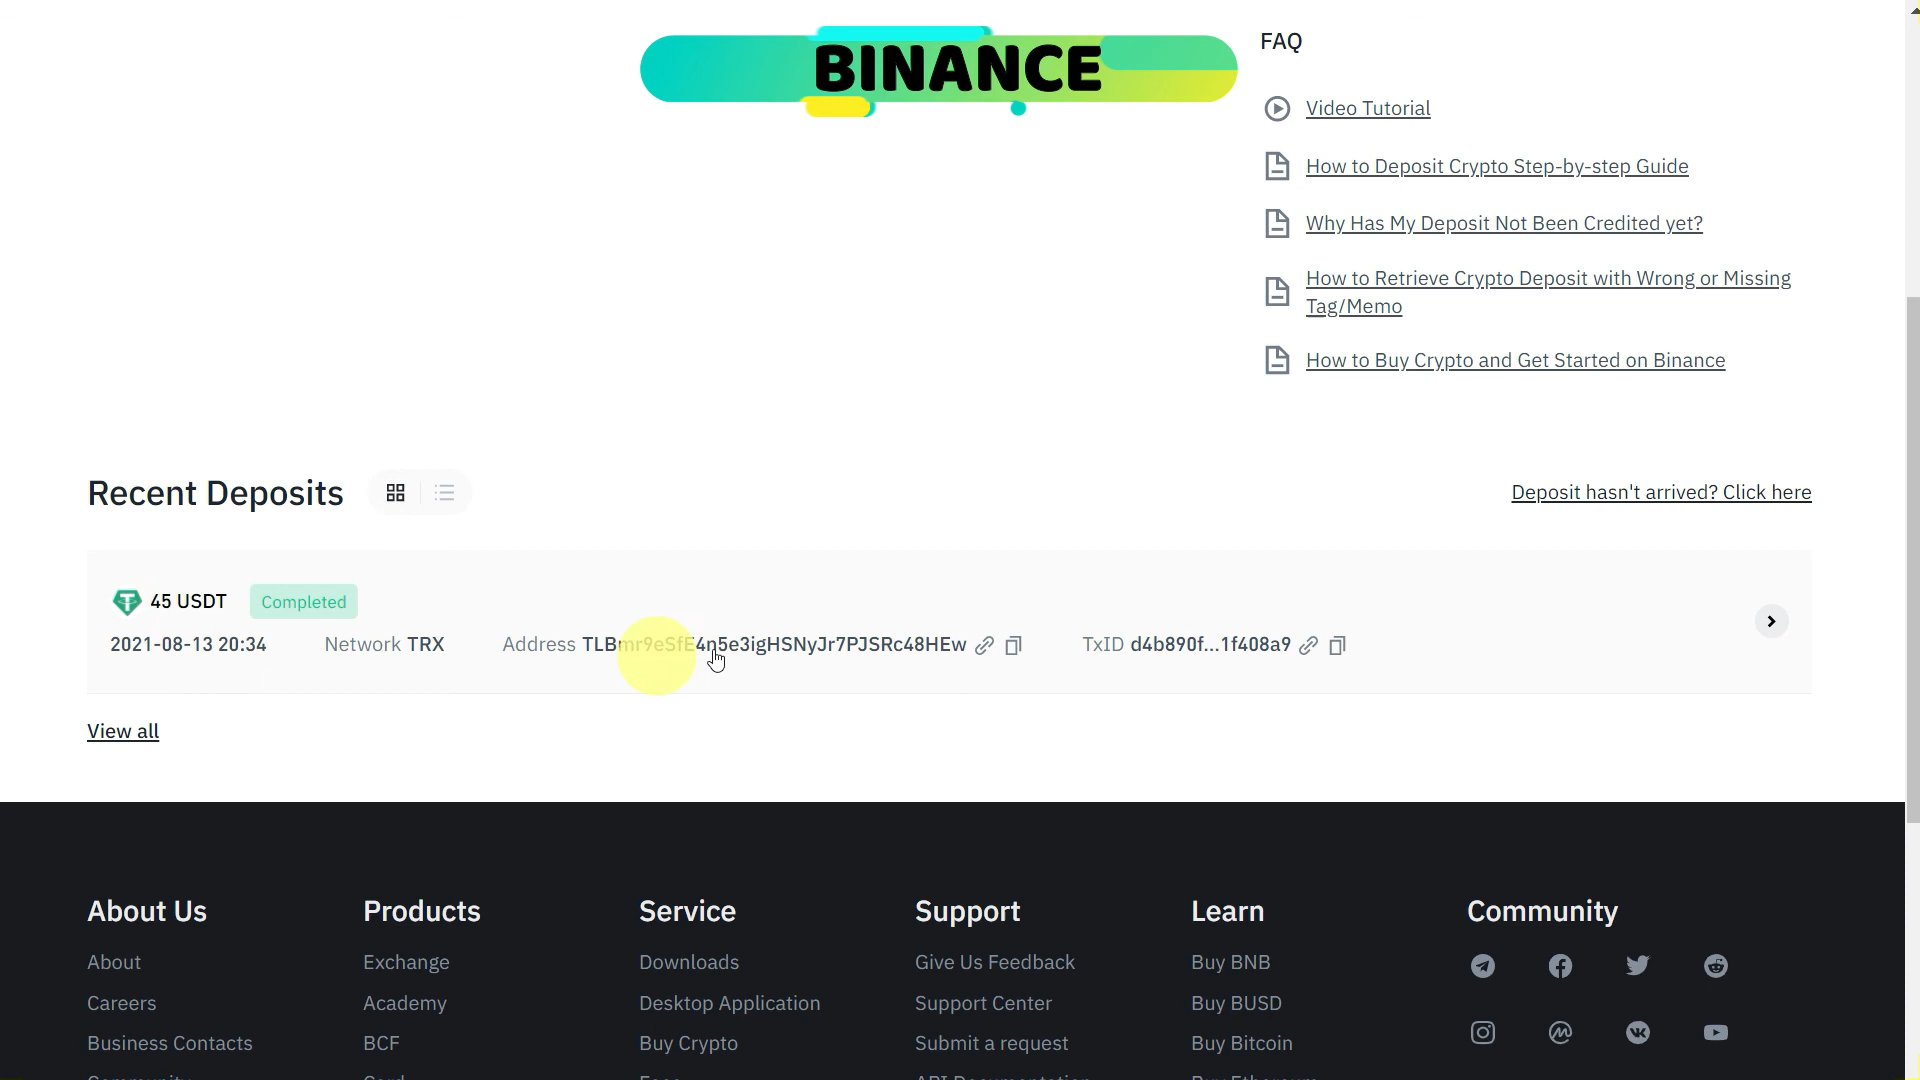 BINANCE
FAQ
Video Tutorial
How to Deposit Crypto Step-by-step Guide
Why Has My Deposit Not Been Credited yet?
How to Retrieve Crypto Deposit with Wrong or Missing
Tag/Memo
How to Buy Crypto and Get Started on Binance
Recent Deposits
Deposit hasn't arrived? Click here
45 USDT Completed
2021-08-13 20:34 Network TRX Address TLBmr9eSfE4n5e3igHSNyJr7PJSRc48HEw TxID d4b890f...1f408a9
View all
About Us Products Service Support Learn Community
About Exchange Downloads Give Us Feedback Buy BNB
Careers Academy Desktop Application Support Center Buy BUSD
Business Contacts BCF Buy Crypto Submit a request Buy Bitcoin